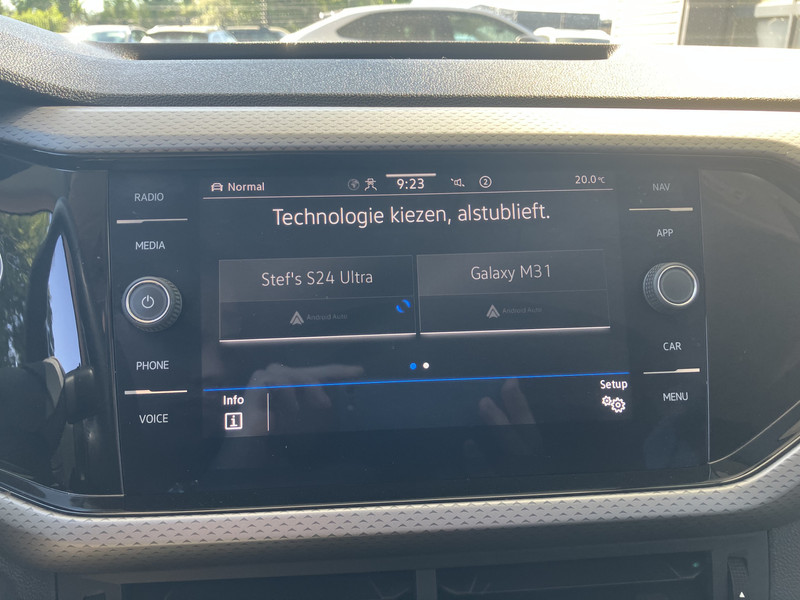 RADIO
MEDIA
PHONE
VOICE
Normal
9:23
2
20.0°C
Technologie kiezen, alstublieft.
Stef's S24 Ultra
Android Auto
Galaxy M31
Android Auto
Info
i
Setup
NAV
APP
CAR
MENU